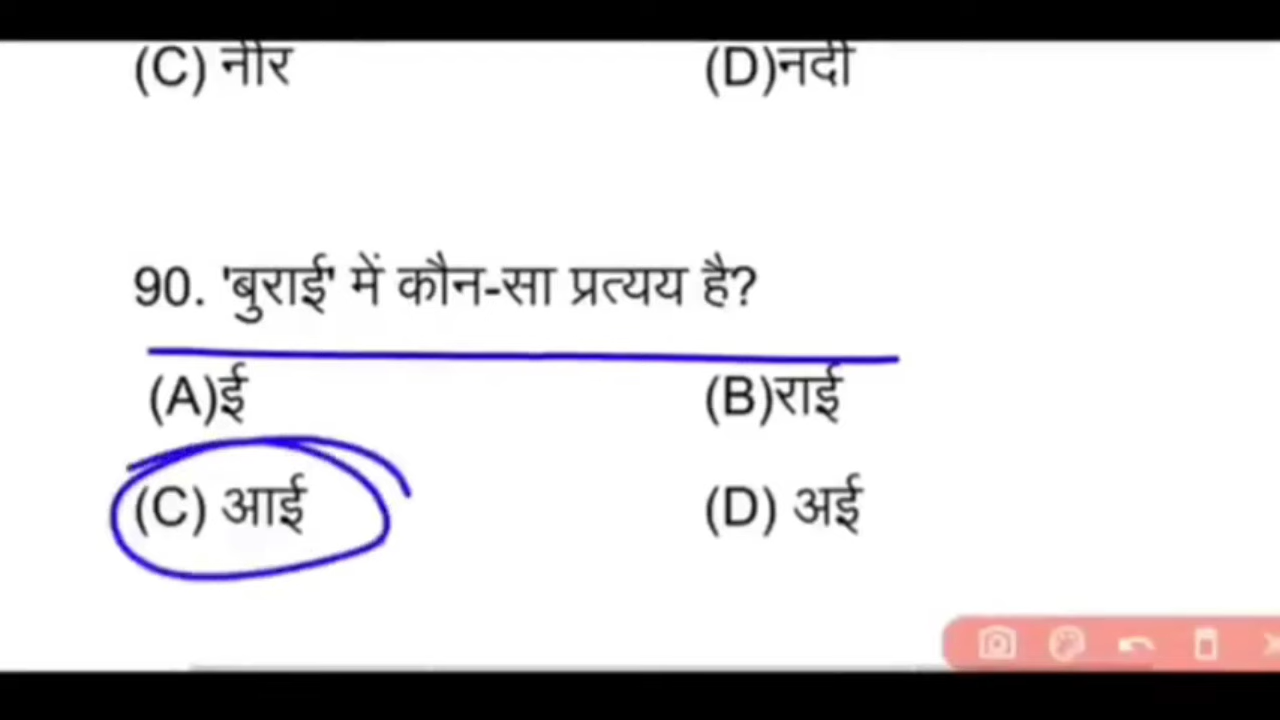 (C) नीर (D)नदी
90. 'बुराई' में कौन-सा प्रत्यय है?
(A)ई (B)राई
(C) आई (D) अई